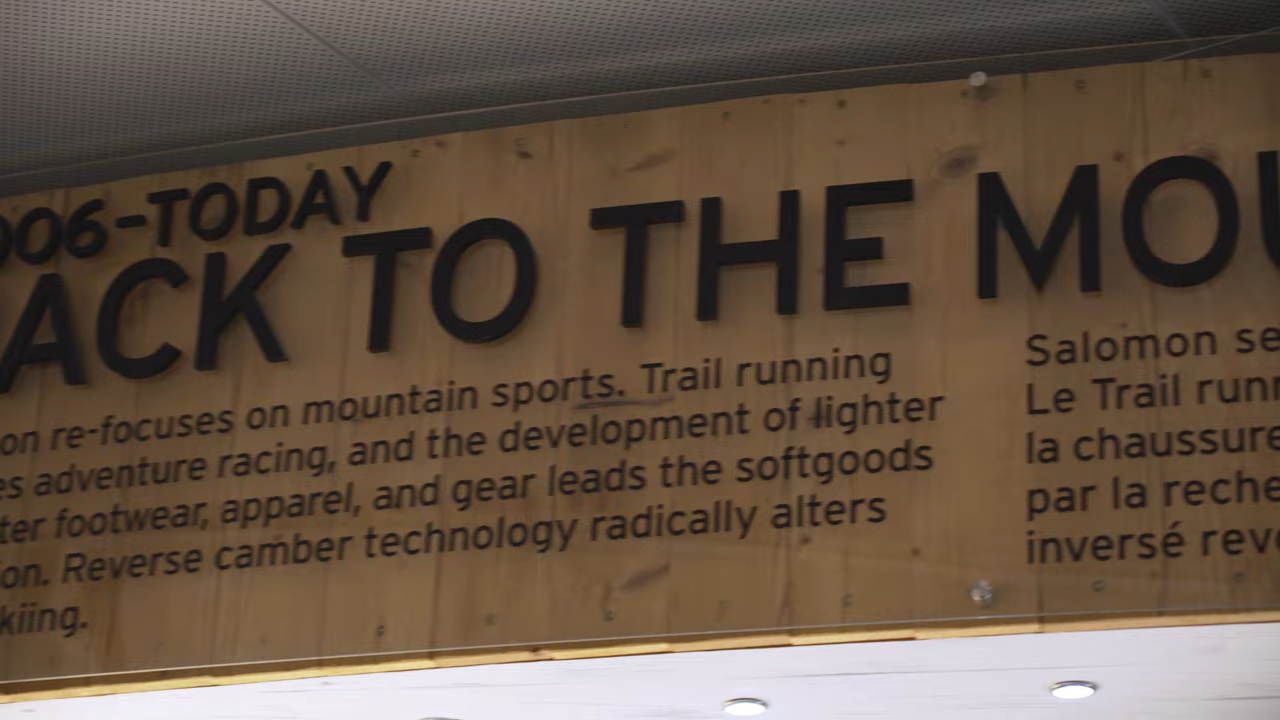 006-TODAY
ACK TO THE MOU
on re-focuses on mountain sports. Trail running
es adventure racing, and the development of lighter
ter footwear, apparel, and gear leads the softgoods
ion. Reverse camber technology radically alters
kiing.
Salomon se
Le Trail runn
la chaussure
par la reche
inversé revo